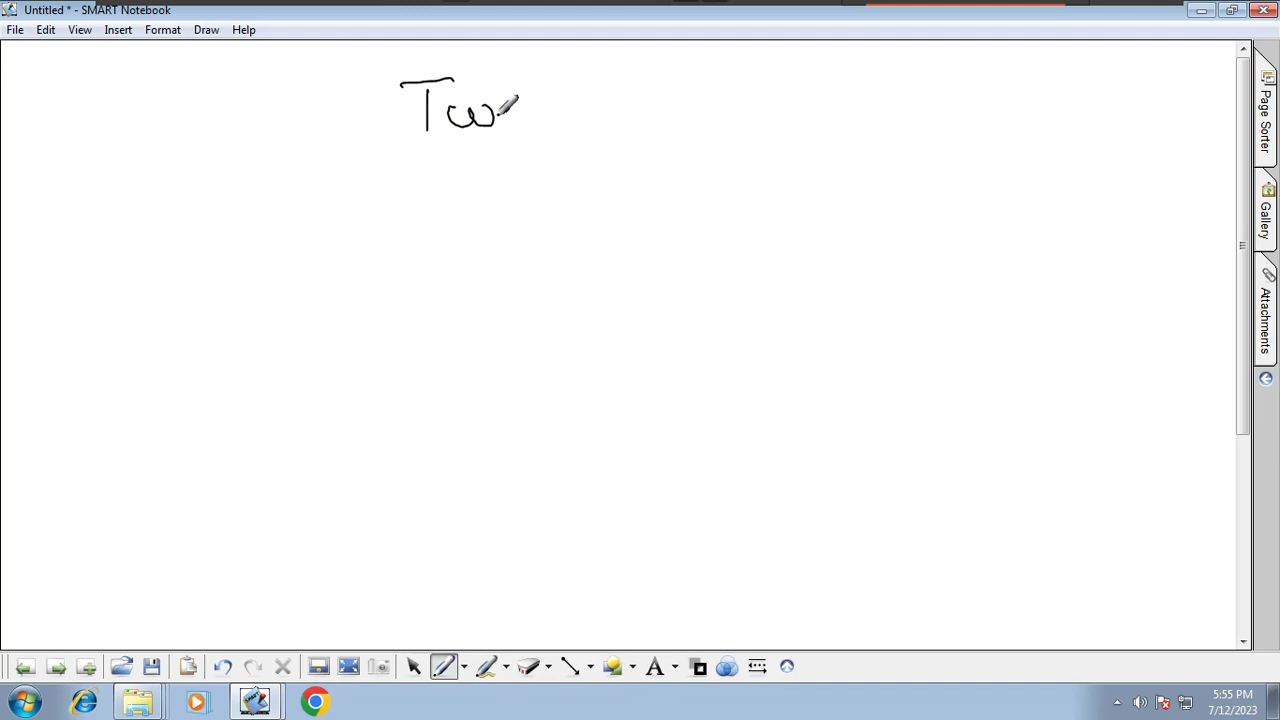 Untitled * - SMART Notebook
File Edit View Insert Format Draw Help
Tw
Page Sorter
Gallery
Attachments
A
5:55 PM
7/12/2023